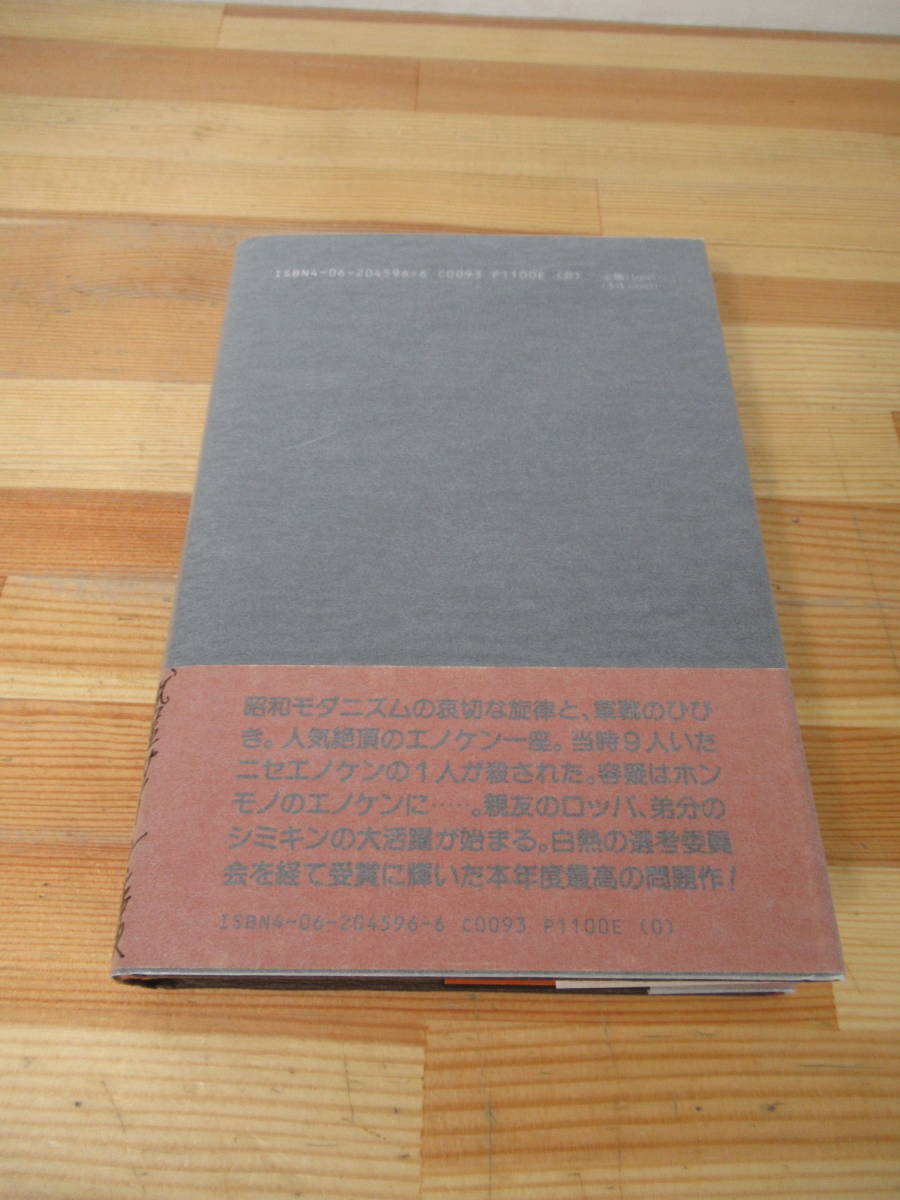 ISBN4-06-204596-6 C0093 P1100E (0)
昭和モダニズムの哀切な旋律と、軍戦のひび
き。人気絶頂のエノケン一座。当時9人いた
ニセエノケンの1人が殺された。容疑はホン
モノのエノケンに……。親友のロッパ、弟分の
シミキンの大活躍が始まる。白熱の選考委員
会を経て受賞に輝いた本年度最高の問題作!
ISBN4-06-204596-6 C0093 P1100E (0)